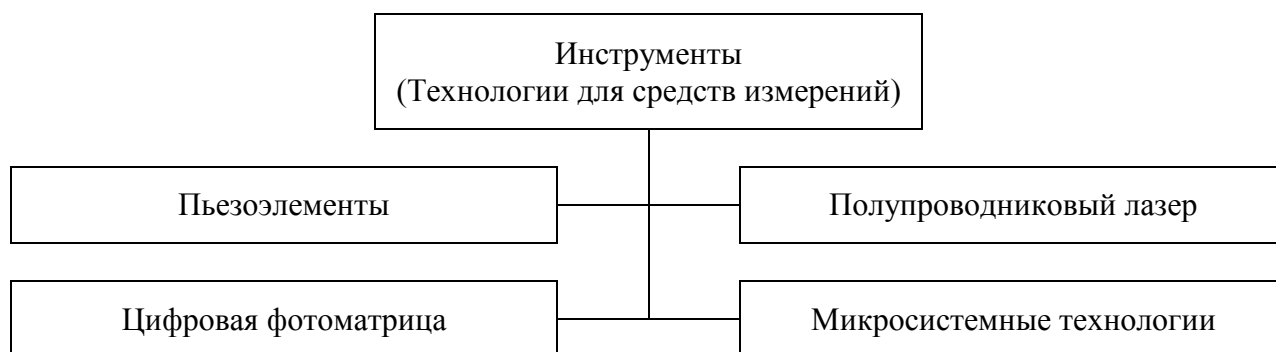 Инструменты
(Технологии для средств измерений)
Пьезоэлементы
Полупроводниковый лазер
Цифровая фотоматрица
Микросистемные технологии